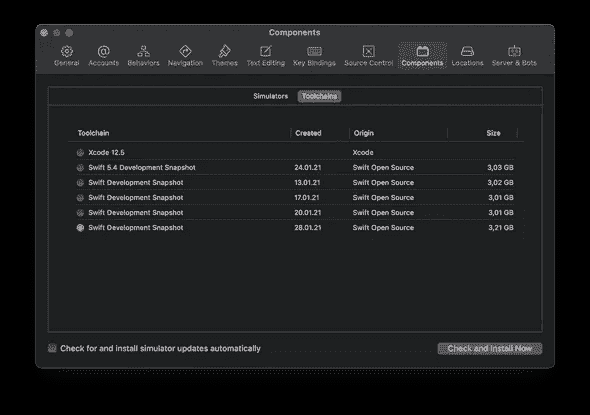 Components
General Accounts Behaviors Navigation Themes Text Editing Key Bindings Source Control Components Locations Server & Bots
Simulators Toolchains
Toolchain Created Origin Size
Xcode 12.5 Xcode
Swift 5.4 Development Snapshot 24.01.21 Swift Open Source 3,03 GB
Swift Development Snapshot 13.01.21 Swift Open Source 3,02 GB
Swift Development Snapshot 17.01.21 Swift Open Source 3,01 GB
Swift Development Snapshot 20.01.21 Swift Open Source 3,01 GB
Swift Development Snapshot 28.01.21 Swift Open Source 3,21 GB
Check for and install simulator updates automatically Check and Install Now